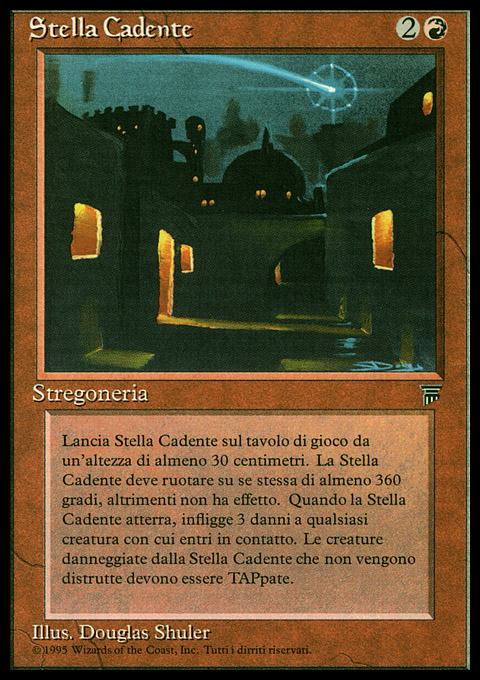 Stella Cadente 2
Stregoneria
Lancia Stella Cadente sul tavolo di gioco da
un'altezza di almeno 30 centimetri. La Stella
Cadente deve ruotare su se stessa di almeno 360
gradi, altrimenti non ha effetto. Quando la Stella
Cadente atterra, infligge 3 danni a qualsiasi
creatura con cui entri in contatto. Le creature
danneggiate dalla Stella Cadente che non vengono
distrutte devono essere TAPpate.
Illus. Douglas Shuler
©1995 Wizards of the Coast, Inc. Tutti i dirriti riservati.